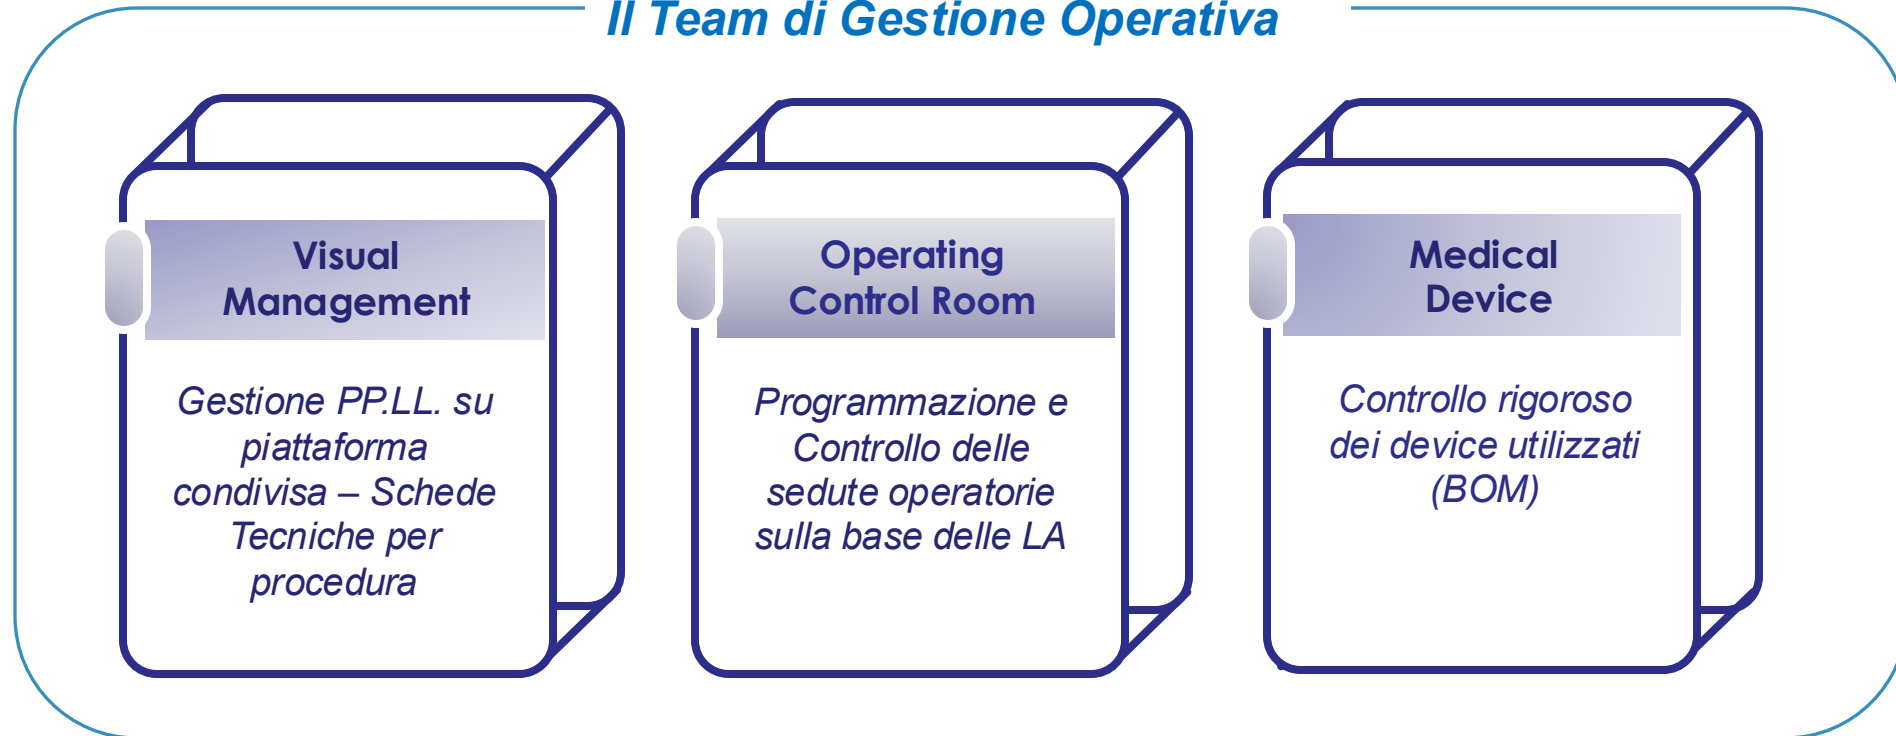 Il Team di Gestione Operativa
Visual
Management
Gestione PP.LL. su
piattaforma
condivisa – Schede
Tecniche per
procedura
Operating
Control Room
Programmazione e
Controllo delle
sedute operatorie
sulla base delle LA
Medical
Device
Controllo rigoroso
dei device utilizzati
(BOM)